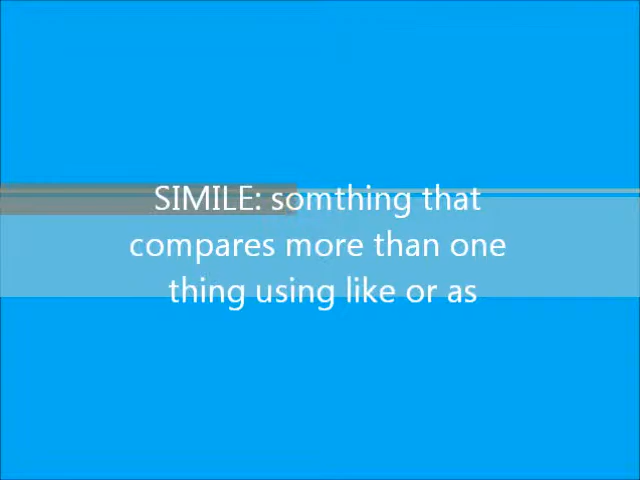 SIMILE: somthing that
compares more than one
thing using like or as